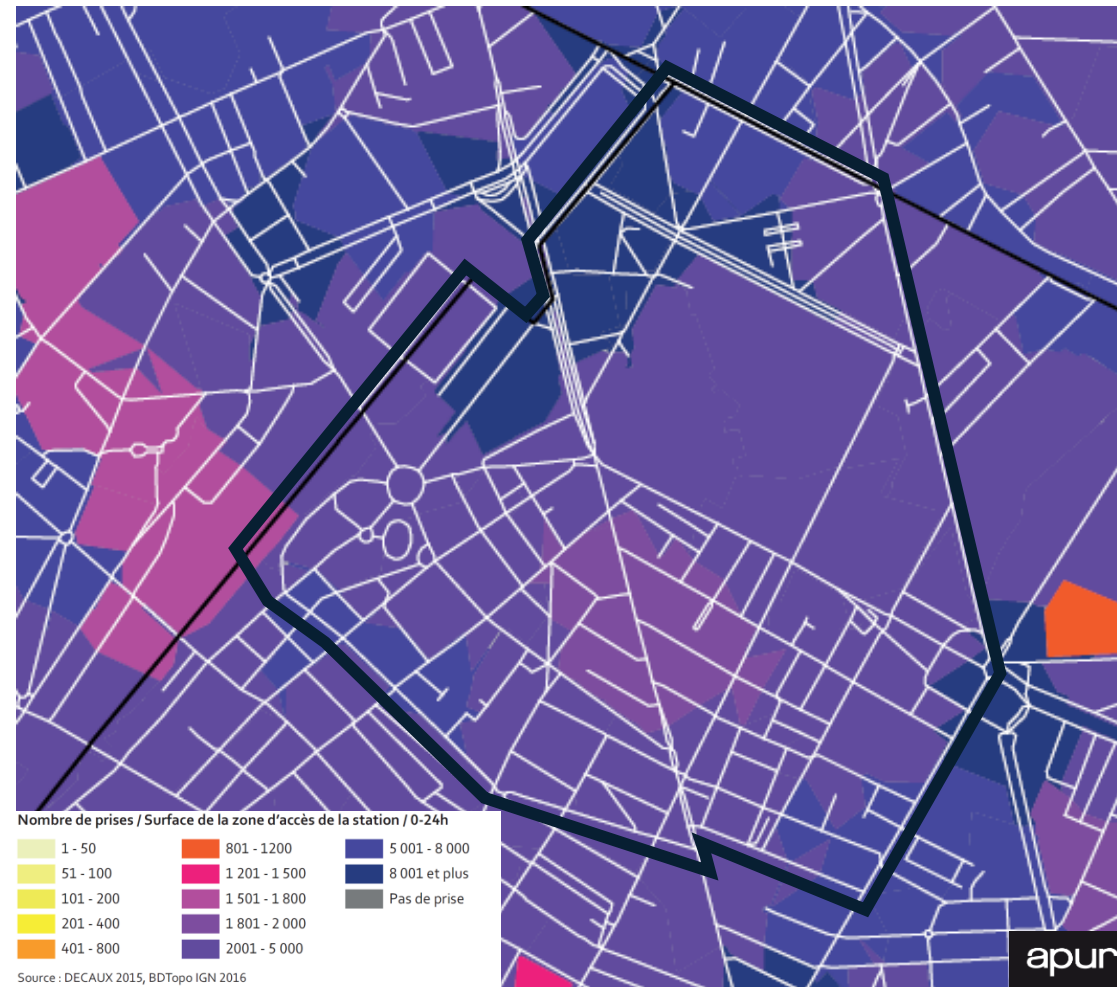 Nombre de prises / Surface de la zone d'accès de la station / 0-24h
1 - 50
51 - 100
101 - 200
201 - 400
401 - 800
801 - 1200
1 201 - 1 500
1 501 - 1 800
1 801 - 2 000
2001 - 5 000
5 001 - 8 000
8 001 et plus
Pas de prise
Source : DECAUX 2015, BDTopo IGN 2016
apur